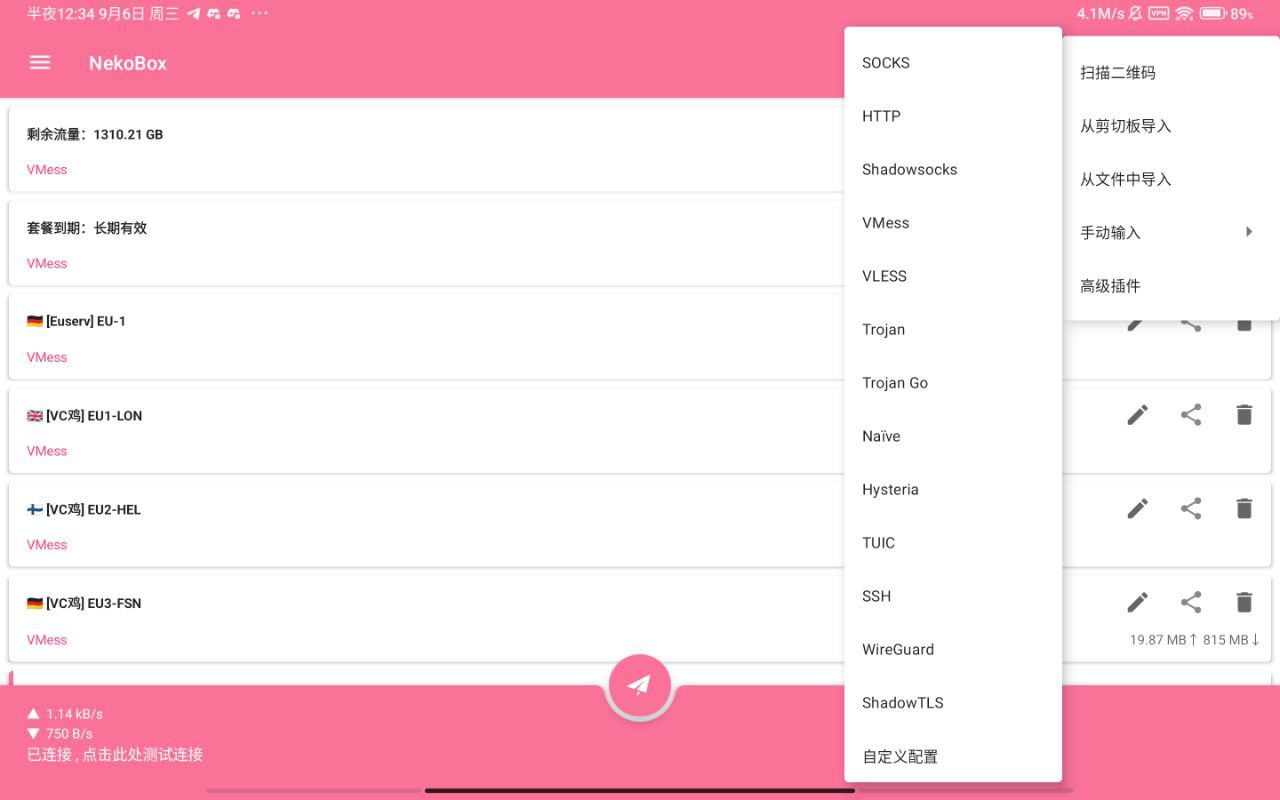 半夜12:34 9月6日 周三 ···
4.1M/s VPN 89%
NekoBox
剩余流量：1310.21 GB
VMess
套餐到期：长期有效
VMess
[Euserv] EU-1
VMess
[VC鸡] EU1-LON
VMess
[VC鸡] EU2-HEL
VMess
[VC鸡] EU3-FSN
VMess
19.87 MB↑ 815 MB↓
▲ 1.14 kB/s
▼ 750 B/s
已连接 , 点击此处测试连接
SOCKS
HTTP
Shadowsocks
VMess
VLESS
Trojan
Trojan Go
Naïve
Hysteria
TUIC
SSH
WireGuard
ShadowTLS
自定义配置
扫描二维码
从剪切板导入
从文件中导入
手动输入
高级插件